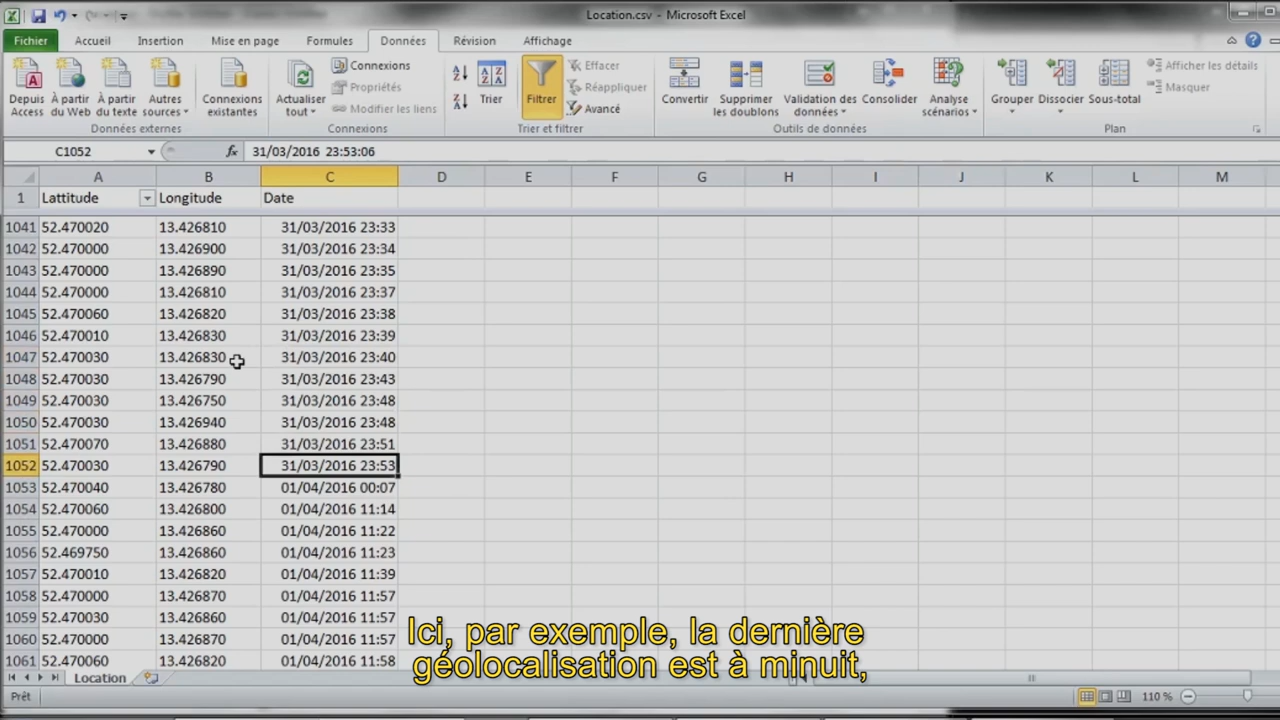 Location.csv - Microsoft Excel
Fichier Accueil Insertion Mise en page Formules Données Révision Affichage
Depuis Access
À partir du Web
À partir du texte
Autres sources
Connexions existantes
Données externes
Actualiser tout
Connexions
Propriétés
Modifier les liens
Connexions
Trier
Filtrer
Effacer
Réappliquer
Avancé
Trier et filtrer
Convertir
Supprimer les doublons
Validation des données
Consolider
Analyse scénarios
Outils de données
Grouper
Dissocier
Sous-total
Afficher les détails
Masquer
Plan
C1052 fx 31/03/2016 23:53:06
A B C D E F G H I J K L M
1 Lattitude Longitude Date
1041 52.470020 13.426810 31/03/2016 23:33
1042 52.470000 13.426900 31/03/2016 23:34
1043 52.470000 13.426890 31/03/2016 23:35
1044 52.470000 13.426810 31/03/2016 23:37
1045 52.470060 13.426820 31/03/2016 23:38
1046 52.470010 13.426830 31/03/2016 23:39
1047 52.470030 13.426830 31/03/2016 23:40
1048 52.470030 13.426790 31/03/2016 23:43
1049 52.470030 13.426750 31/03/2016 23:48
1050 52.470030 13.426940 31/03/2016 23:48
1051 52.470070 13.426880 31/03/2016 23:51
1052 52.470030 13.426790 31/03/2016 23:53
1053 52.470040 13.426780 01/04/2016 00:07
1054 52.470060 13.426800 01/04/2016 11:14
1055 52.470000 13.426860 01/04/2016 11:22
1056 52.469750 13.426860 01/04/2016 11:23
1057 52.470010 13.426820 01/04/2016 11:39
1058 52.470000 13.426870 01/04/2016 11:57
1059 52.470030 13.426860 01/04/2016 11:57
1060 52.470000 13.426870 01/04/2016 11:57
1061 52.470060 13.426820 01/04/2016 11:58
Ici, par exemple, la dernière
géolocalisation est à minuit,
Location
Prêt 110 %